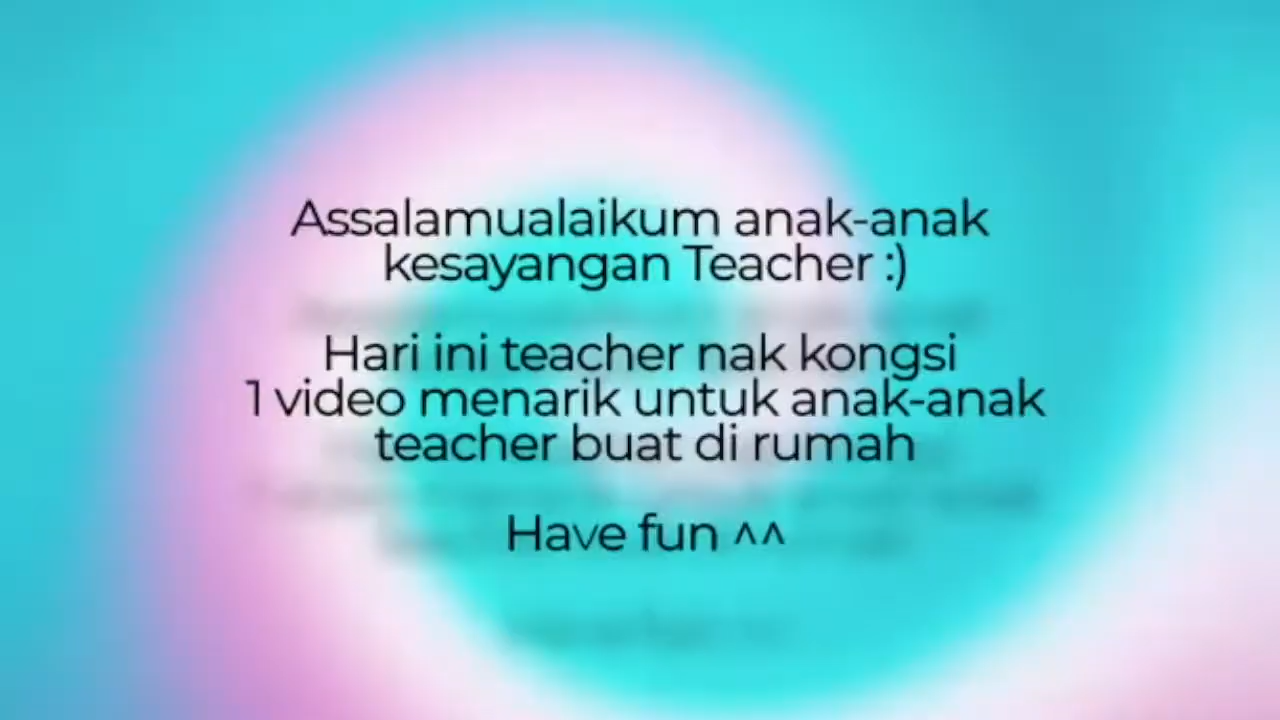 Assalamualaikum anak-anak
kesayangan Teacher :)
Hari ini teacher nak kongsi
1 video menarik untuk anak-anak
teacher buat di rumah
Have fun ^^